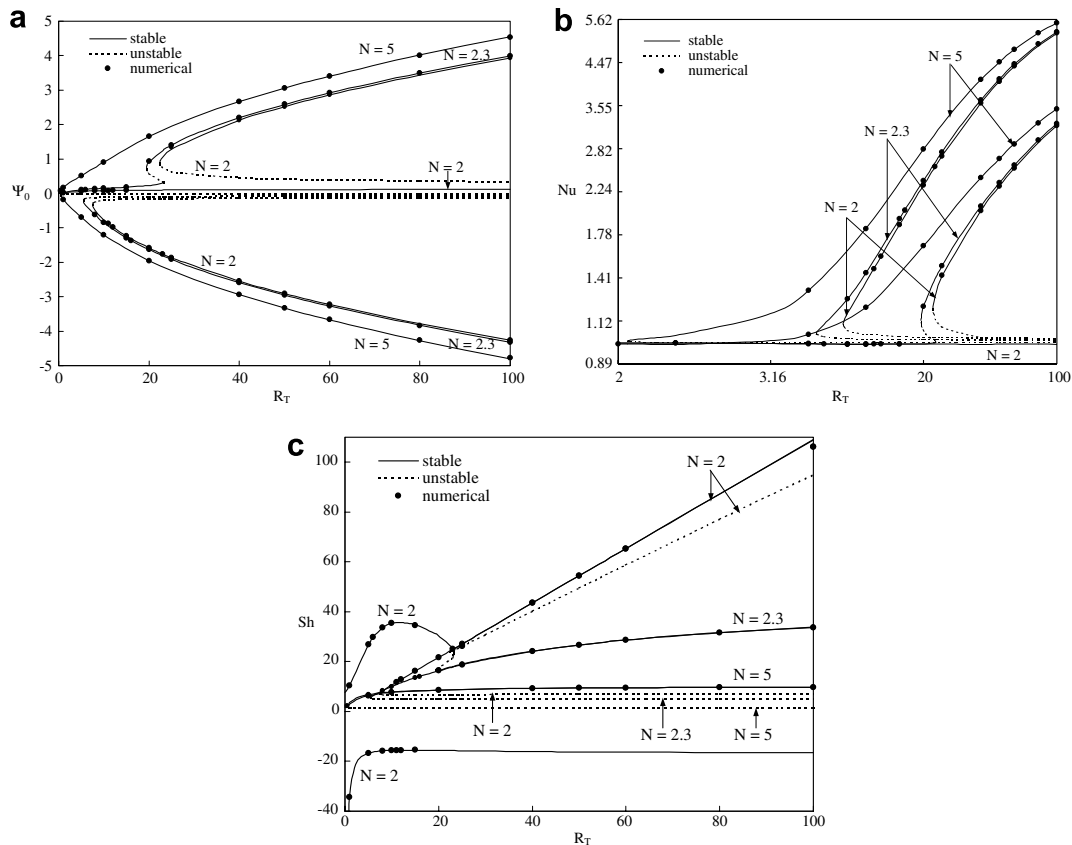 a
5
4
3
2
1
Ψ0
0
-1
-2
-3
-4
-5
stable
unstable
numerical
N = 5
N = 2.3
N = 2
N = 2
N = 2
N = 5
N = 2.3
0
20
40
60
80
100
RT
b
5.62
4.47
3.55
2.82
Nu
2.24
1.78
1.41
1.12
0.89
stable
unstable
numerical
N = 5
N = 2.3
N = 2
N = 2
2
3.16
20
100
RT
c
100
80
60
40
Sh
20
0
-20
-40
stable
unstable
numerical
N = 2
N = 2
N = 2.3
N = 5
N = 2
N = 2.3
N = 5
N = 2
0
20
40
60
80
100
RT